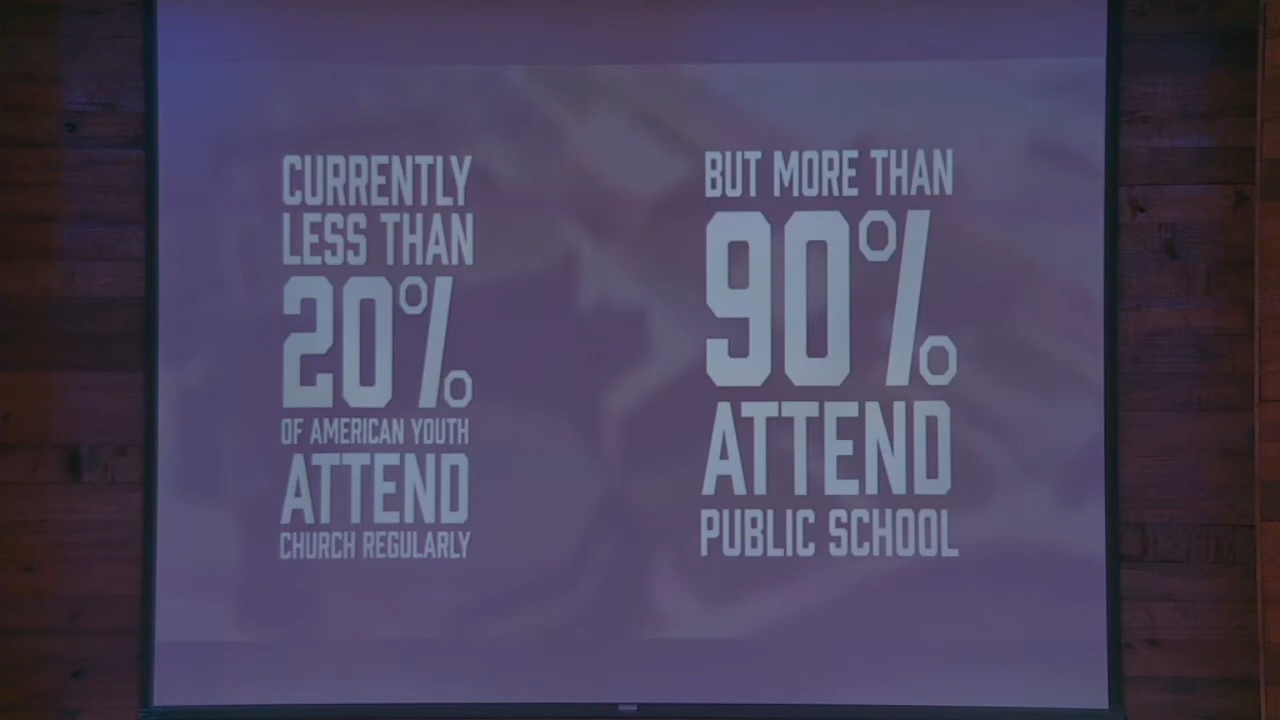 CURRENTLY
LESS THAN
20%
OF AMERICAN YOUTH
ATTEND
CHURCH REGULARLY
BUT MORE THAN
90%
ATTEND
PUBLIC SCHOOL